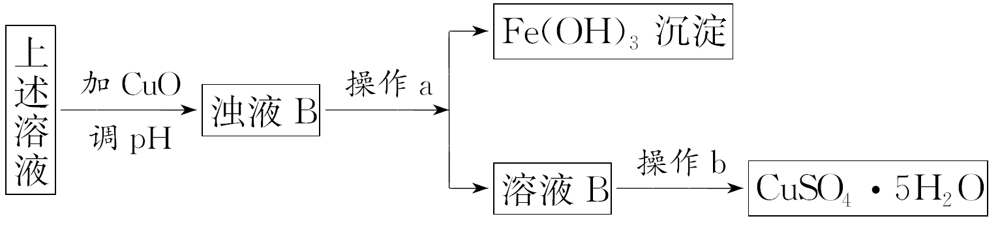 上述溶液
加 CuO
调 pH
浊液 B
操作 a
Fe(OH)₃ 沉淀
溶液 B
操作 b
CuSO₄ · 5H₂O